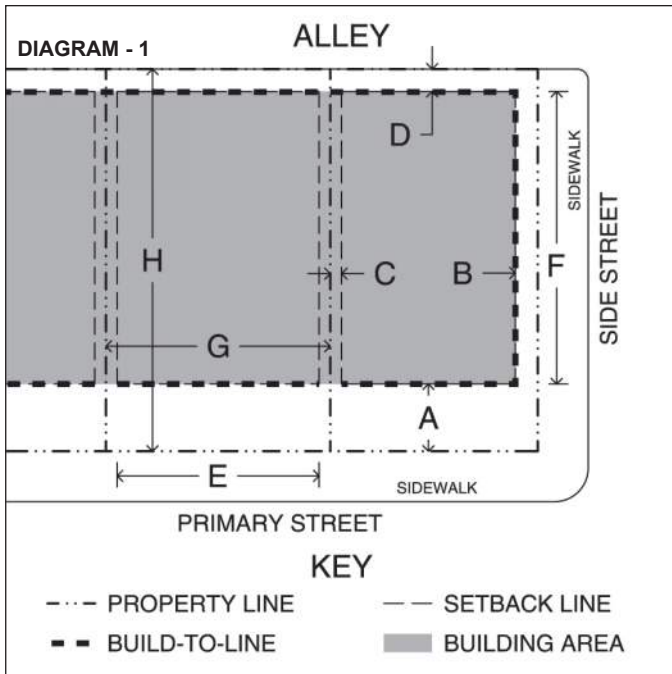 DIAGRAM - 1
ALLEY
D
SIDEWALK
SIDE STREET
H
C
B
F
G
A
E
SIDEWALK
PRIMARY STREET
KEY
PROPERTY LINE
SETBACK LINE
BUILD-TO-LINE
BUILDING AREA